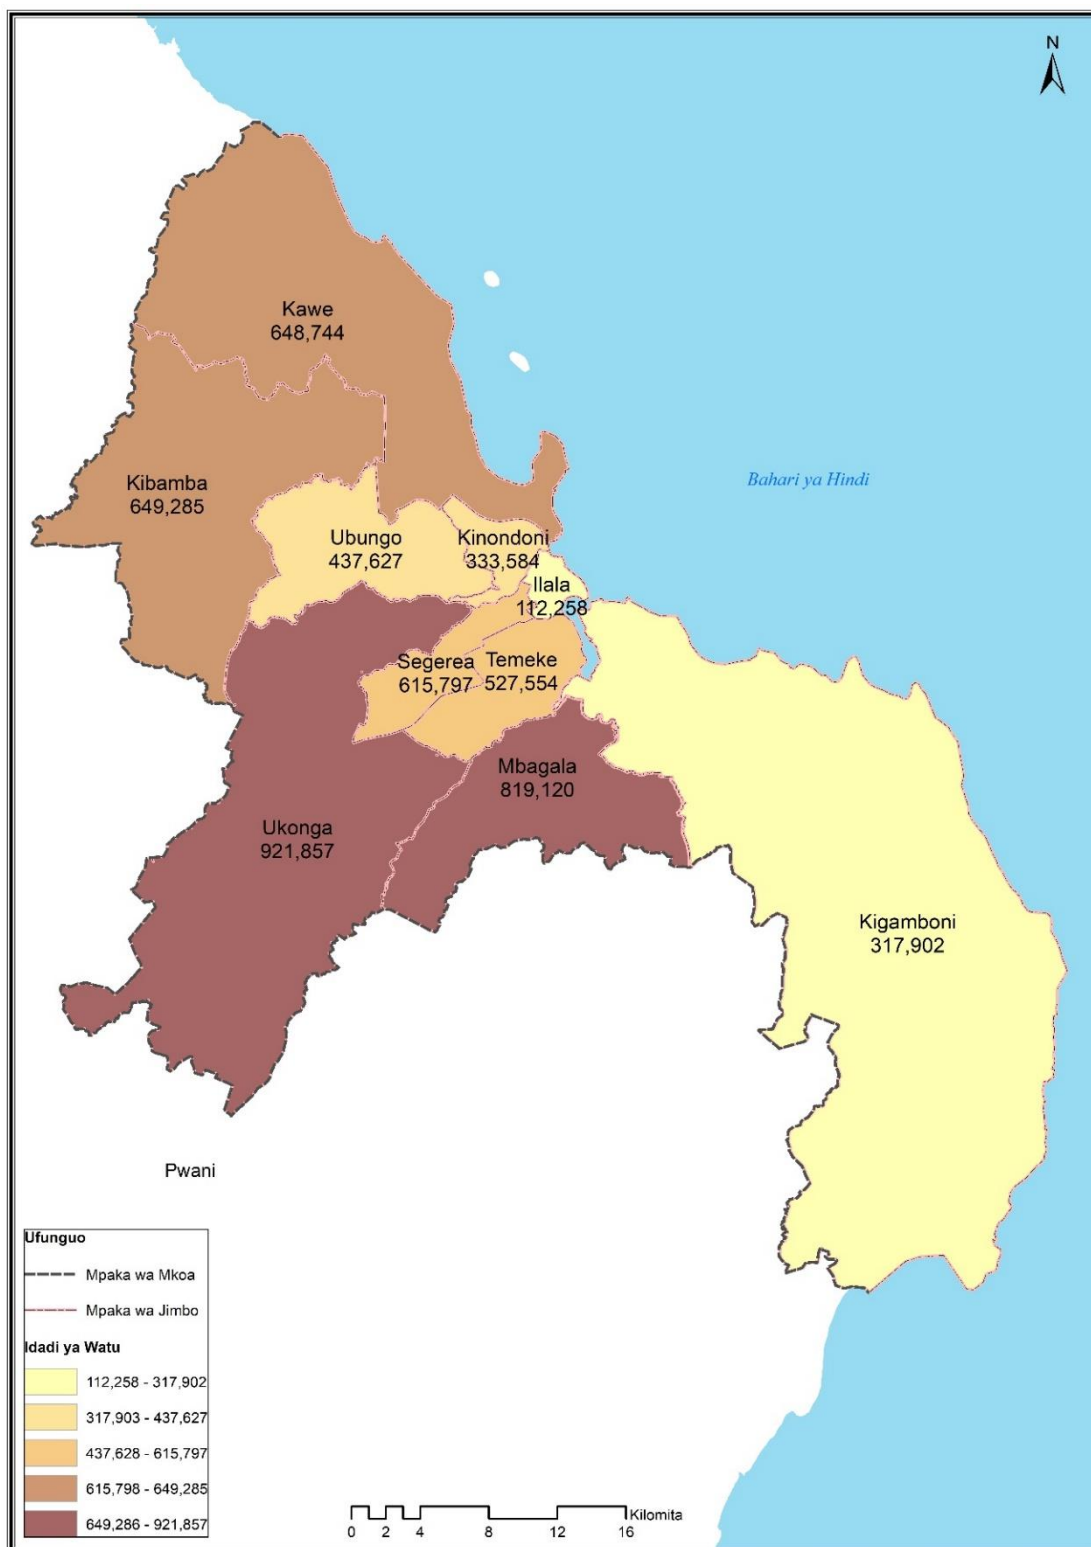 N
Kawe
648,744
Kibamba
649,285
Bahari ya Hindi
Ubungo
437,627
Kinondoni
333,584
Ilala
112,258
Segerea
615,797
Temeke
527,554
Mbagala
819,120
Ukonga
921,857
Kigamboni
317,902
Pwani
Ufunguo
Mpaka wa Mkoa
Mpaka wa Jimbo
Idadi ya Watu
112,258 - 317,902
317,903 - 437,627
437,628 - 615,797
615,798 - 649,285
649,286 - 921,857
Kilomita
0 2 4 8 12 16